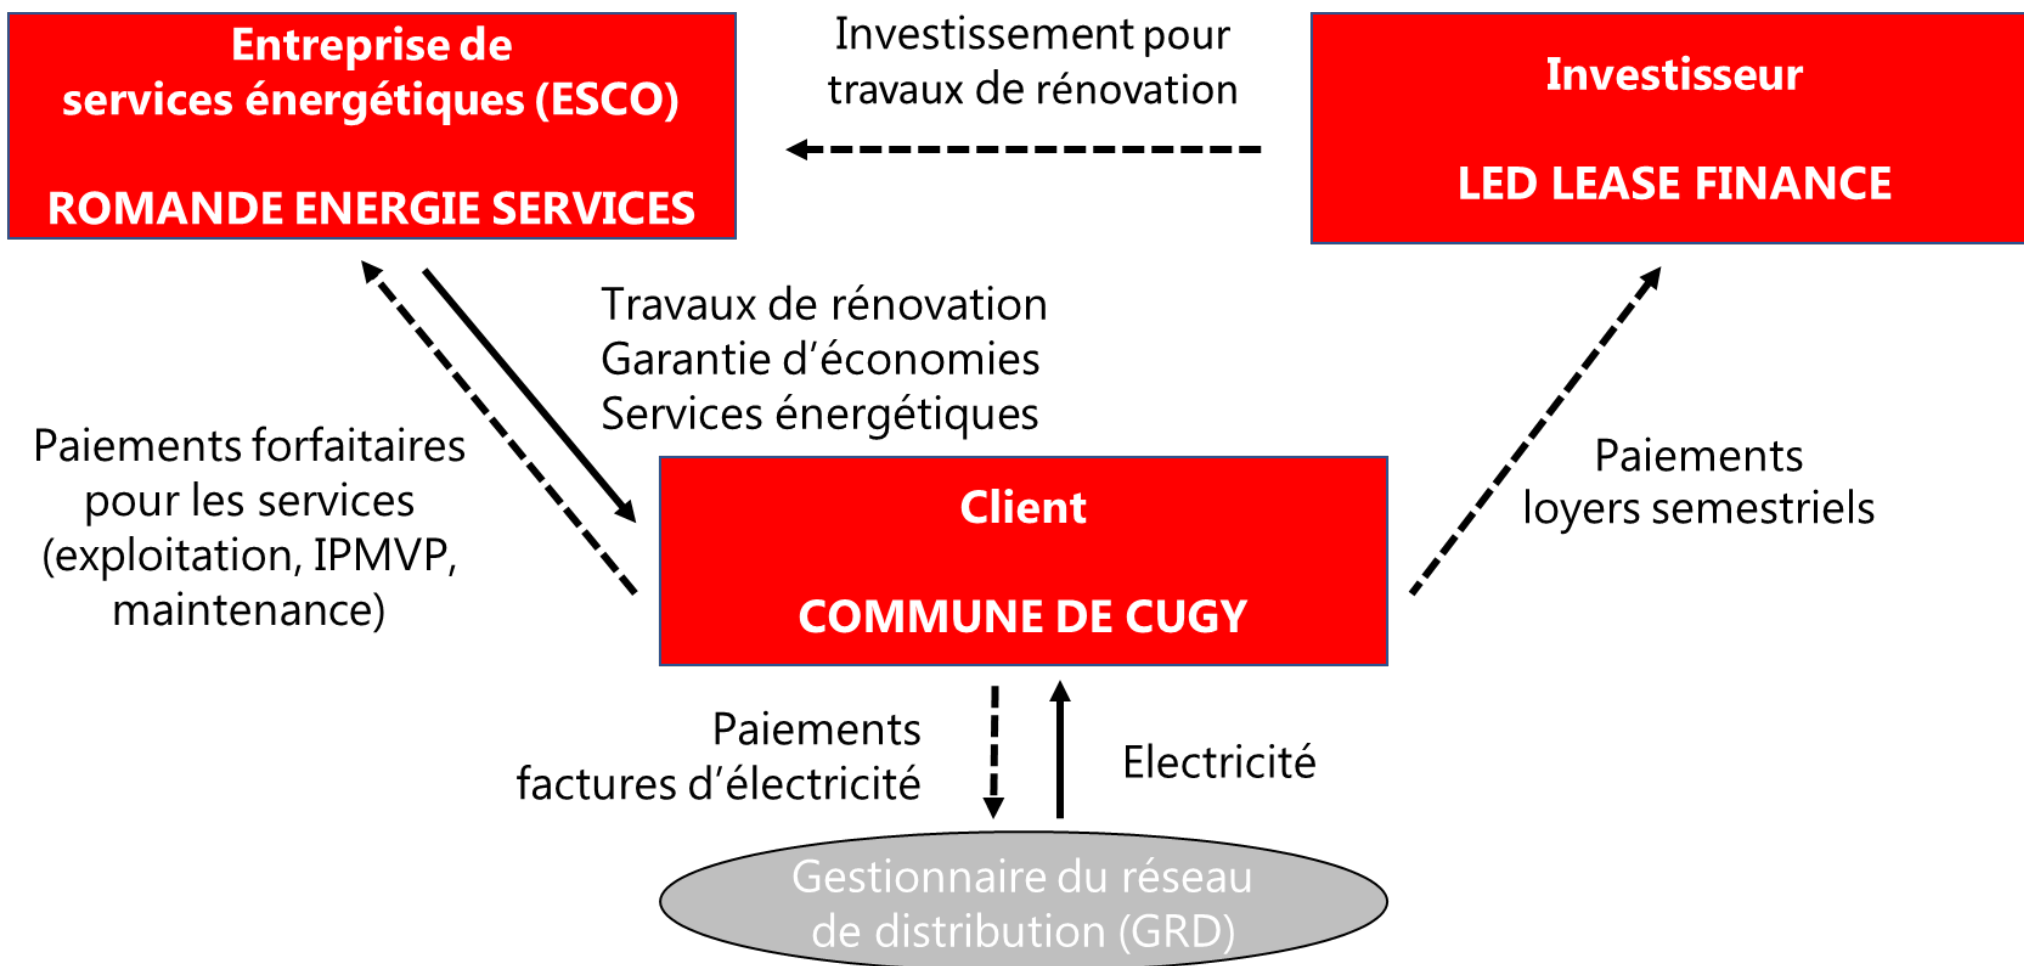 Entreprise de
services énergétiques (ESCO)
ROMANDE ENERGIE SERVICES
Investissement pour
travaux de rénovation
Investisseur
LED LEASE FINANCE
Travaux de rénovation
Garantie d'économies
Services énergétiques
Paiements forfaitaires
pour les services
(exploitation, IPMVP,
maintenance)
Client
COMMUNE DE CUGY
Paiements
loyers semestriels
Paiements
factures d'électricité
Electricité
Gestionnaire du réseau
de distribution (GRD)